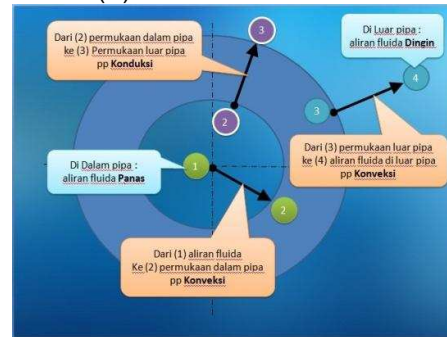 Dari (2) permukaan dalam pipa
ke (3) Permukaan luar pipa
pp Konduksi
3
Di Luar pipa :
aliran fluida Dingin
4
2
3
Di Dalam pipa :
aliran fluida Panas
1
Dari (3) permukaan luar pipa
ke (4) aliran fluida di luar pipa
pp Konveksi
2
Dari (1) aliran fluida
Ke (2) permukaan dalam pipa
pp Konveksi